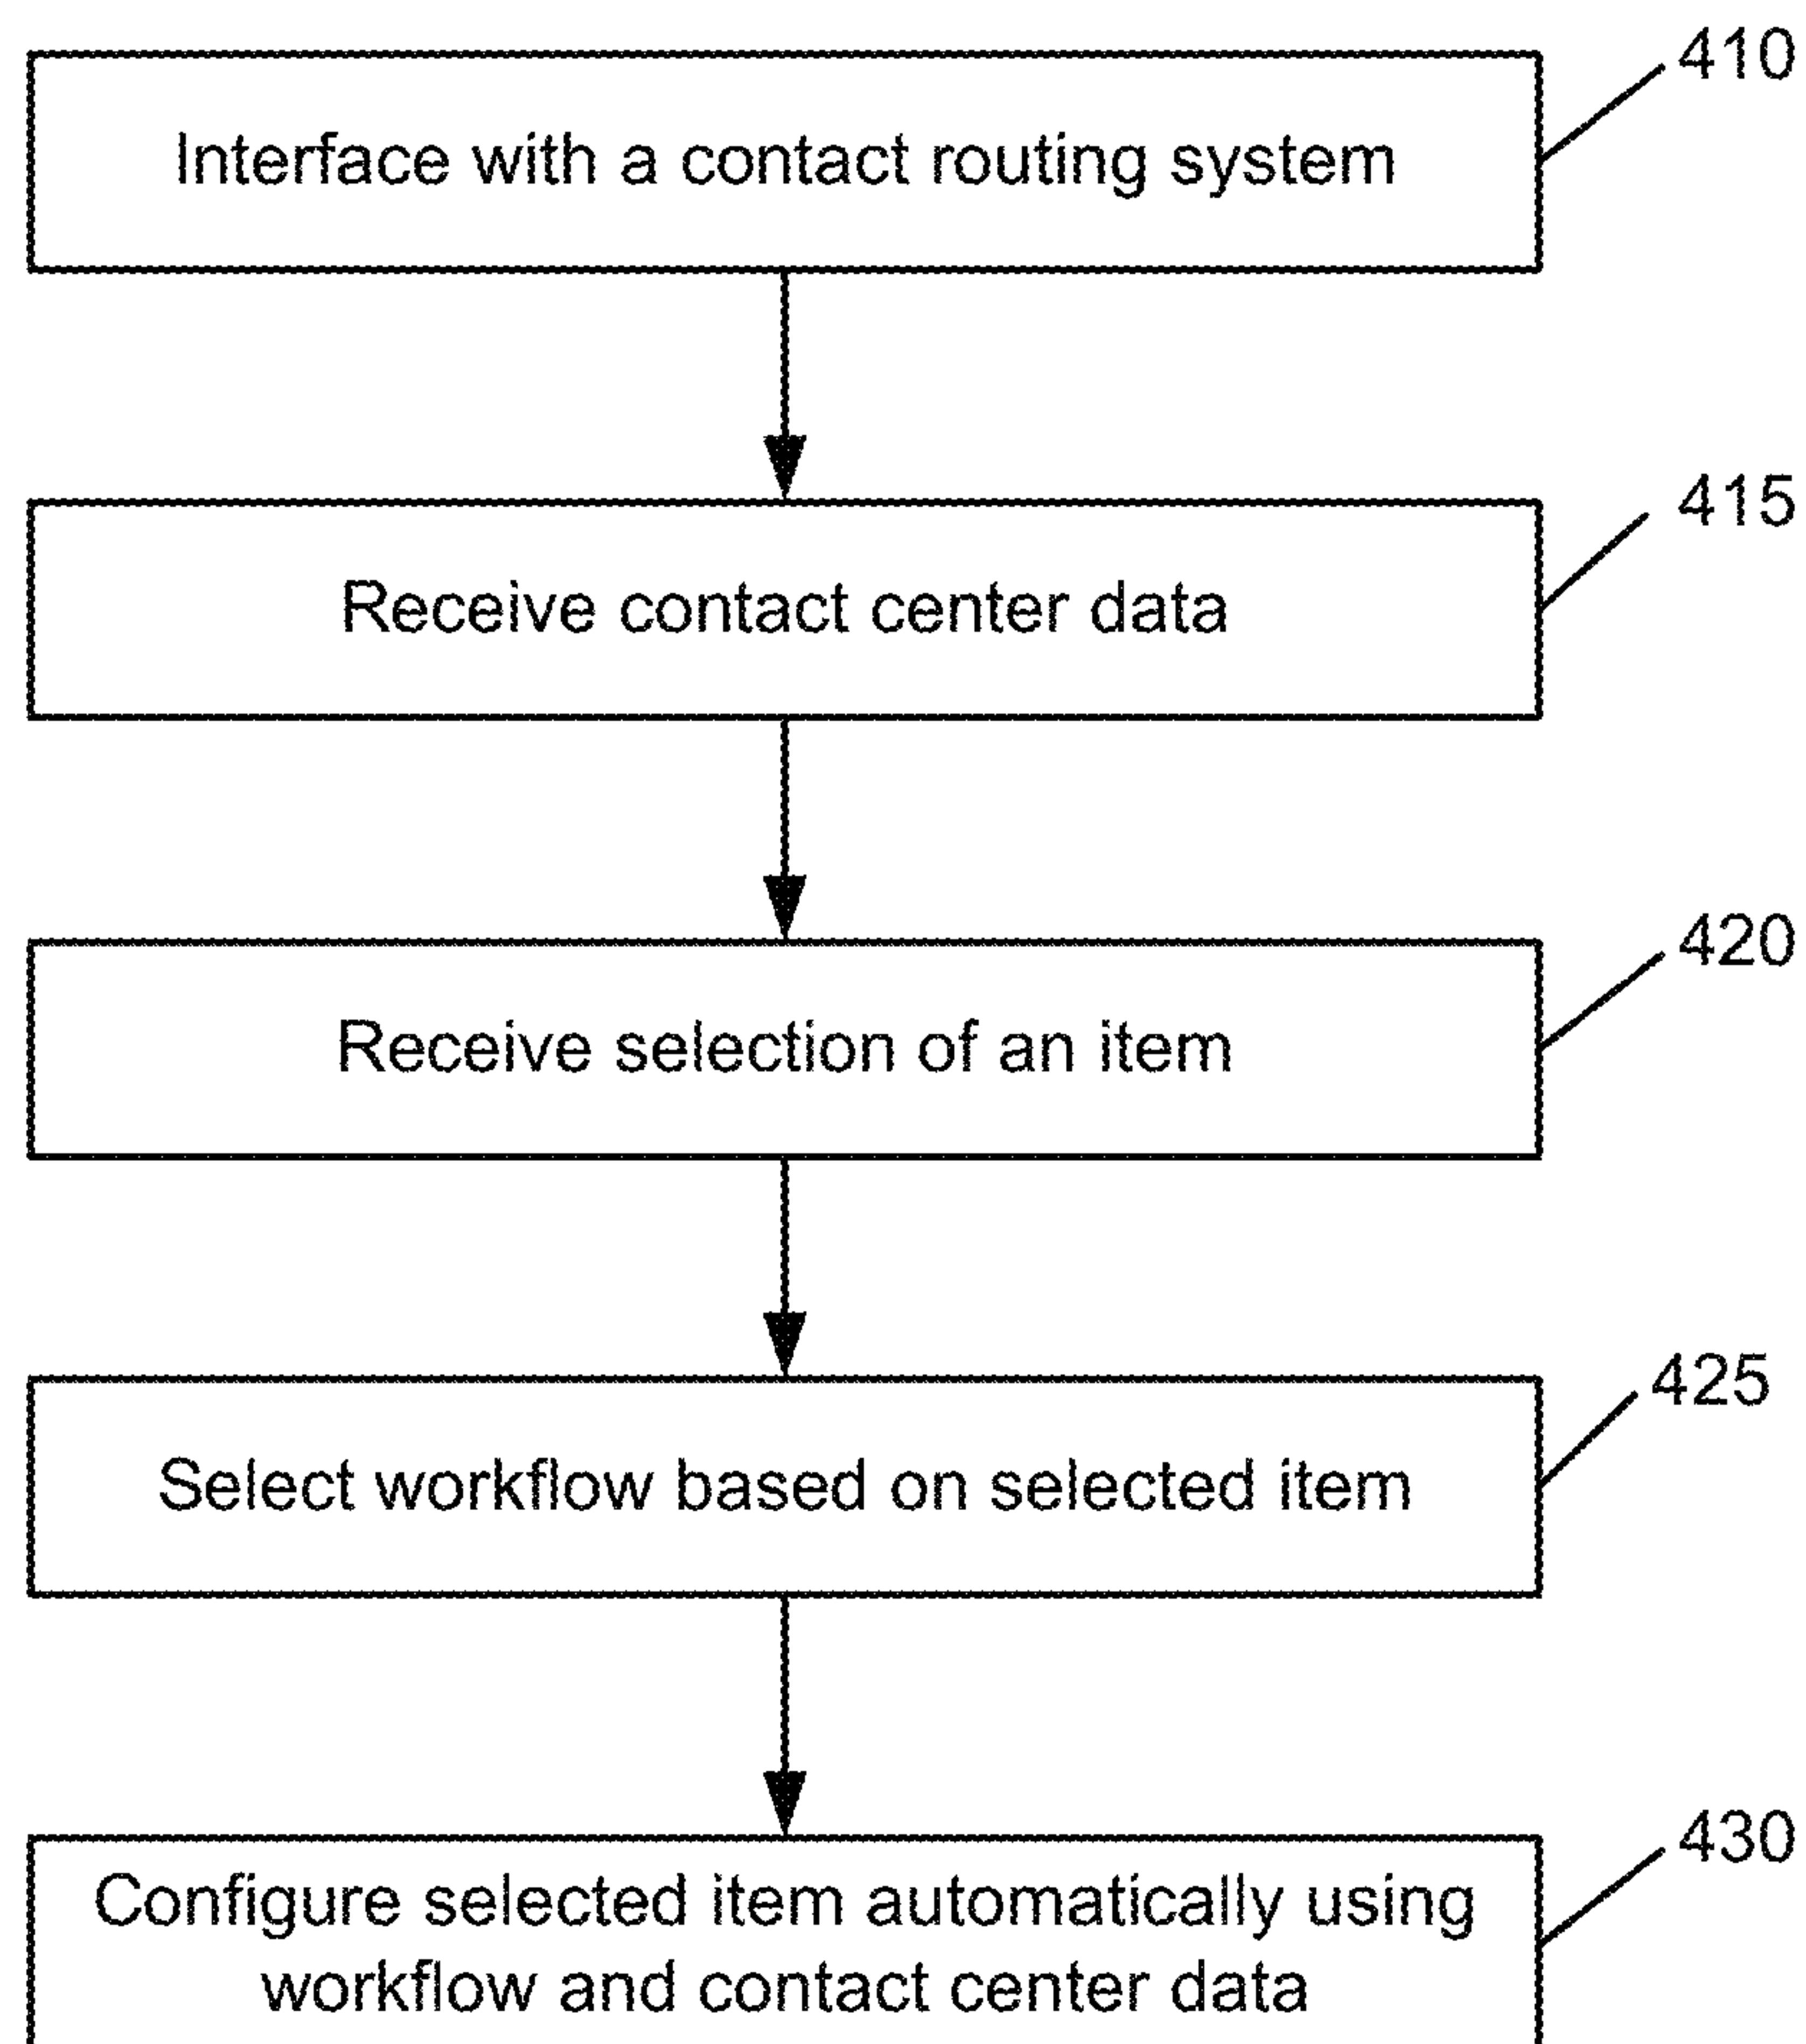 410
Interface with a contact routing system
415
Receive contact center data
420
Receive selection of an item
425
Select workflow based on selected item
430
Configure selected item automatically using
workflow and contact center data